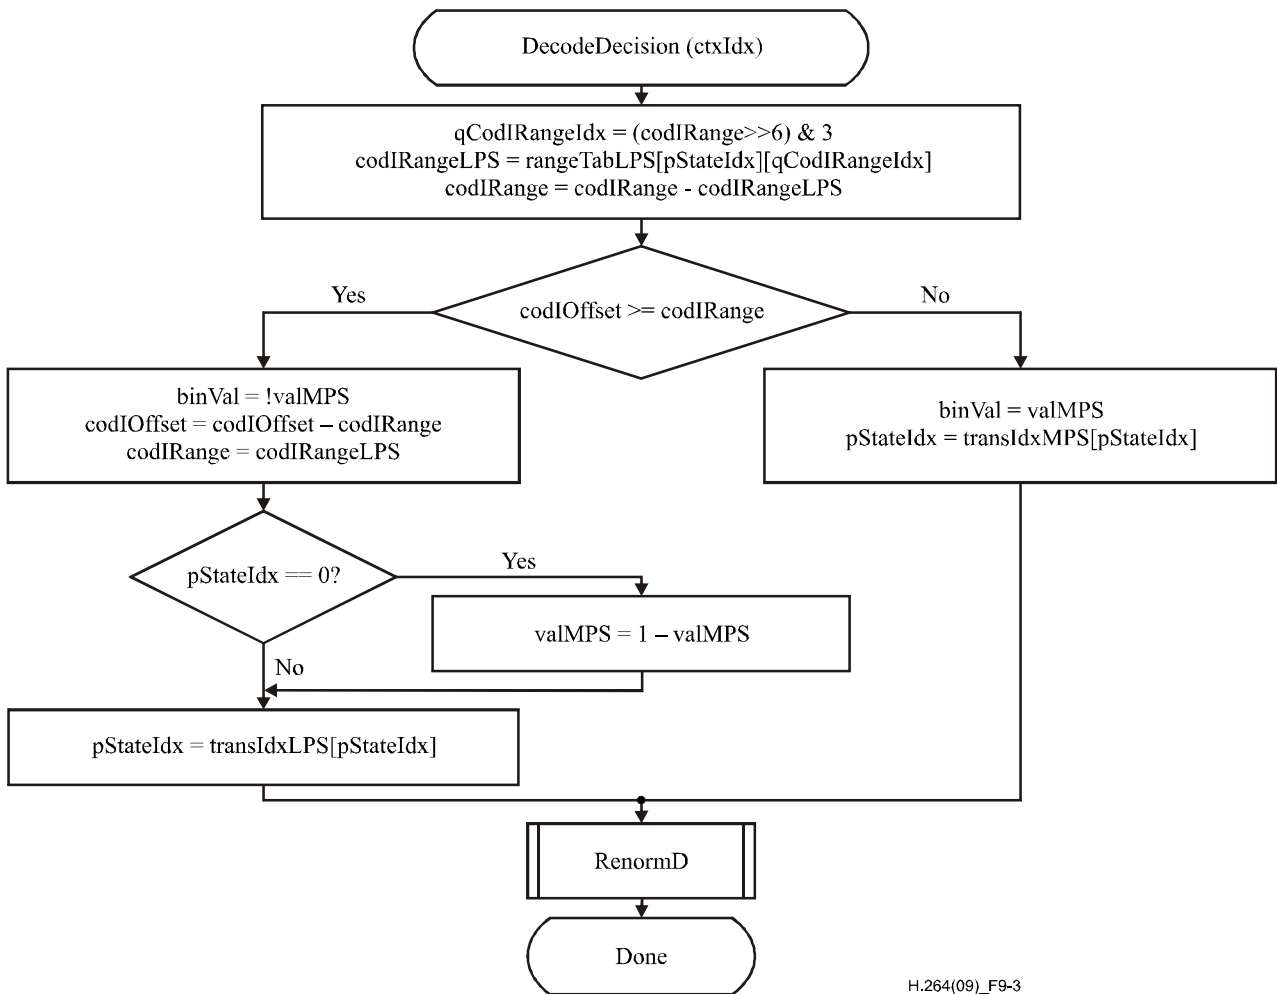 DecodeDecision (ctxIdx)
qCodIRangeIdx = (codIRange>>6) & 3
codIRangeLPS = rangeTabLPS[pStateIdx][qCodIRangeIdx]
codIRange = codIRange - codIRangeLPS
codIOffset >= codIRange
Yes
No
binVal = !valMPS
codIOffset = codIOffset – codIRange
codIRange = codIRangeLPS
binVal = valMPS
pStateIdx = transIdxMPS[pStateIdx]
pStateIdx == 0?
Yes
valMPS = 1 – valMPS
No
pStateIdx = transIdxLPS[pStateIdx]
RenormD
Done
H.264(09)_F9-3